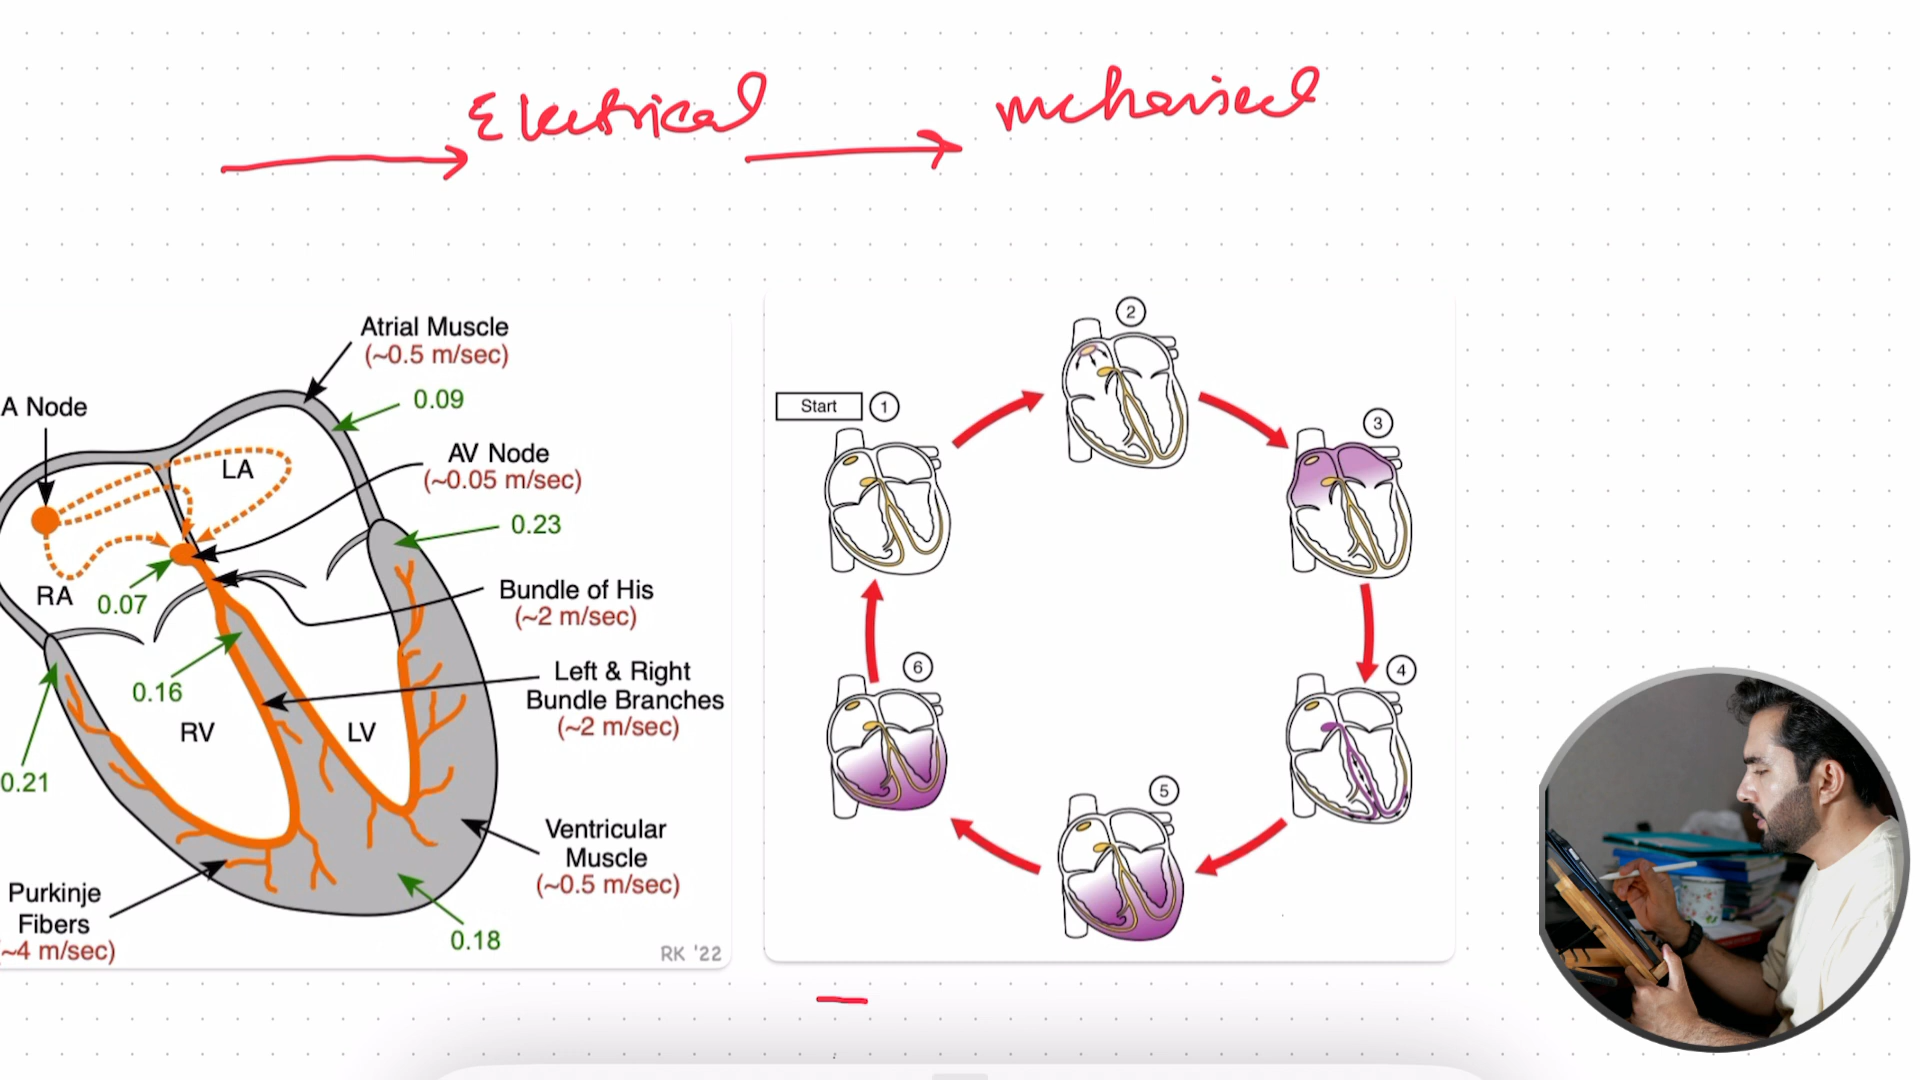 Electrical
mchanisel
Atrial Muscle
(~0.5 m/sec)
0.09
A Node
AV Node
(~0.05 m/sec)
LA
0.23
RA
0.07
Bundle of His
(~2 m/sec)
0.16
Left & Right
Bundle Branches
(~2 m/sec)
RV
LV
0.21
Ventricular
Muscle
(~0.5 m/sec)
Purkinje
Fibers
~4 m/sec)
0.18
RK '22
Start
1
2
3
4
5
6